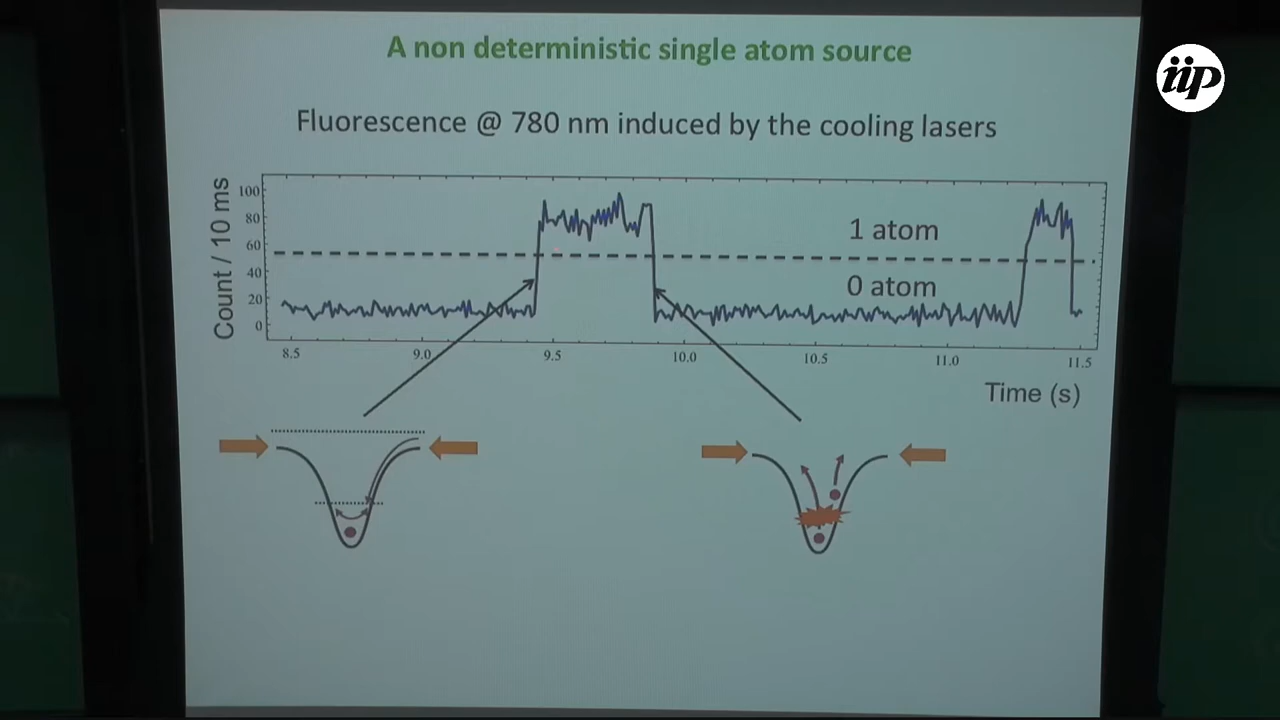 A non deterministic single atom source
iip
Fluorescence @ 780 nm induced by the cooling lasers
Count / 10 ms
100
80
60
40
20
0
1 atom
0 atom
8.5 9.0 9.5 10.0 10.5 11.0 11.5
Time (s)